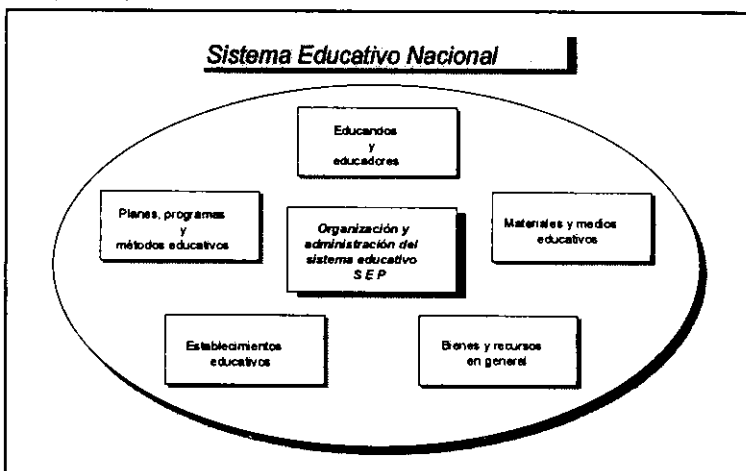 Sistema Educativo Nacional
Educandos
y
educadores
Planes, programas
y
métodos educativos
Organización y
administración del
sistema educativo
S E P
Materiales y medios
educativos
Establecimientos
educativos
Bienes y recursos
en general